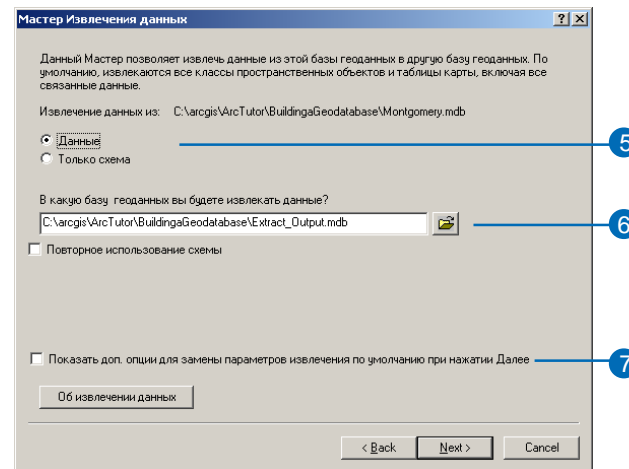 Мастер Извлечения данных
Данный Мастер позволяет извлечь данные из этой базы геоданных в другую базу геоданных. По
умолчанию, извлекаются все классы пространственных объектов и таблицы карты, включая все
связанные данные.
Извлечение данных из: C:\arcgis\ArcTutor\BuildingaGeodatabase\Montgomery.mdb
Данные
5
Только схема
В какую базу геоданных вы будете извлекать данные?
C:\arcgis\ArcTutor\BuildingaGeodatabase\Extract_Output.mdb
6
Повторное использование схемы
Показать доп. опции для замены параметров извлечения по умолчанию при нажатии Далее
7
Об извлечении данных
< Back Next > Cancel